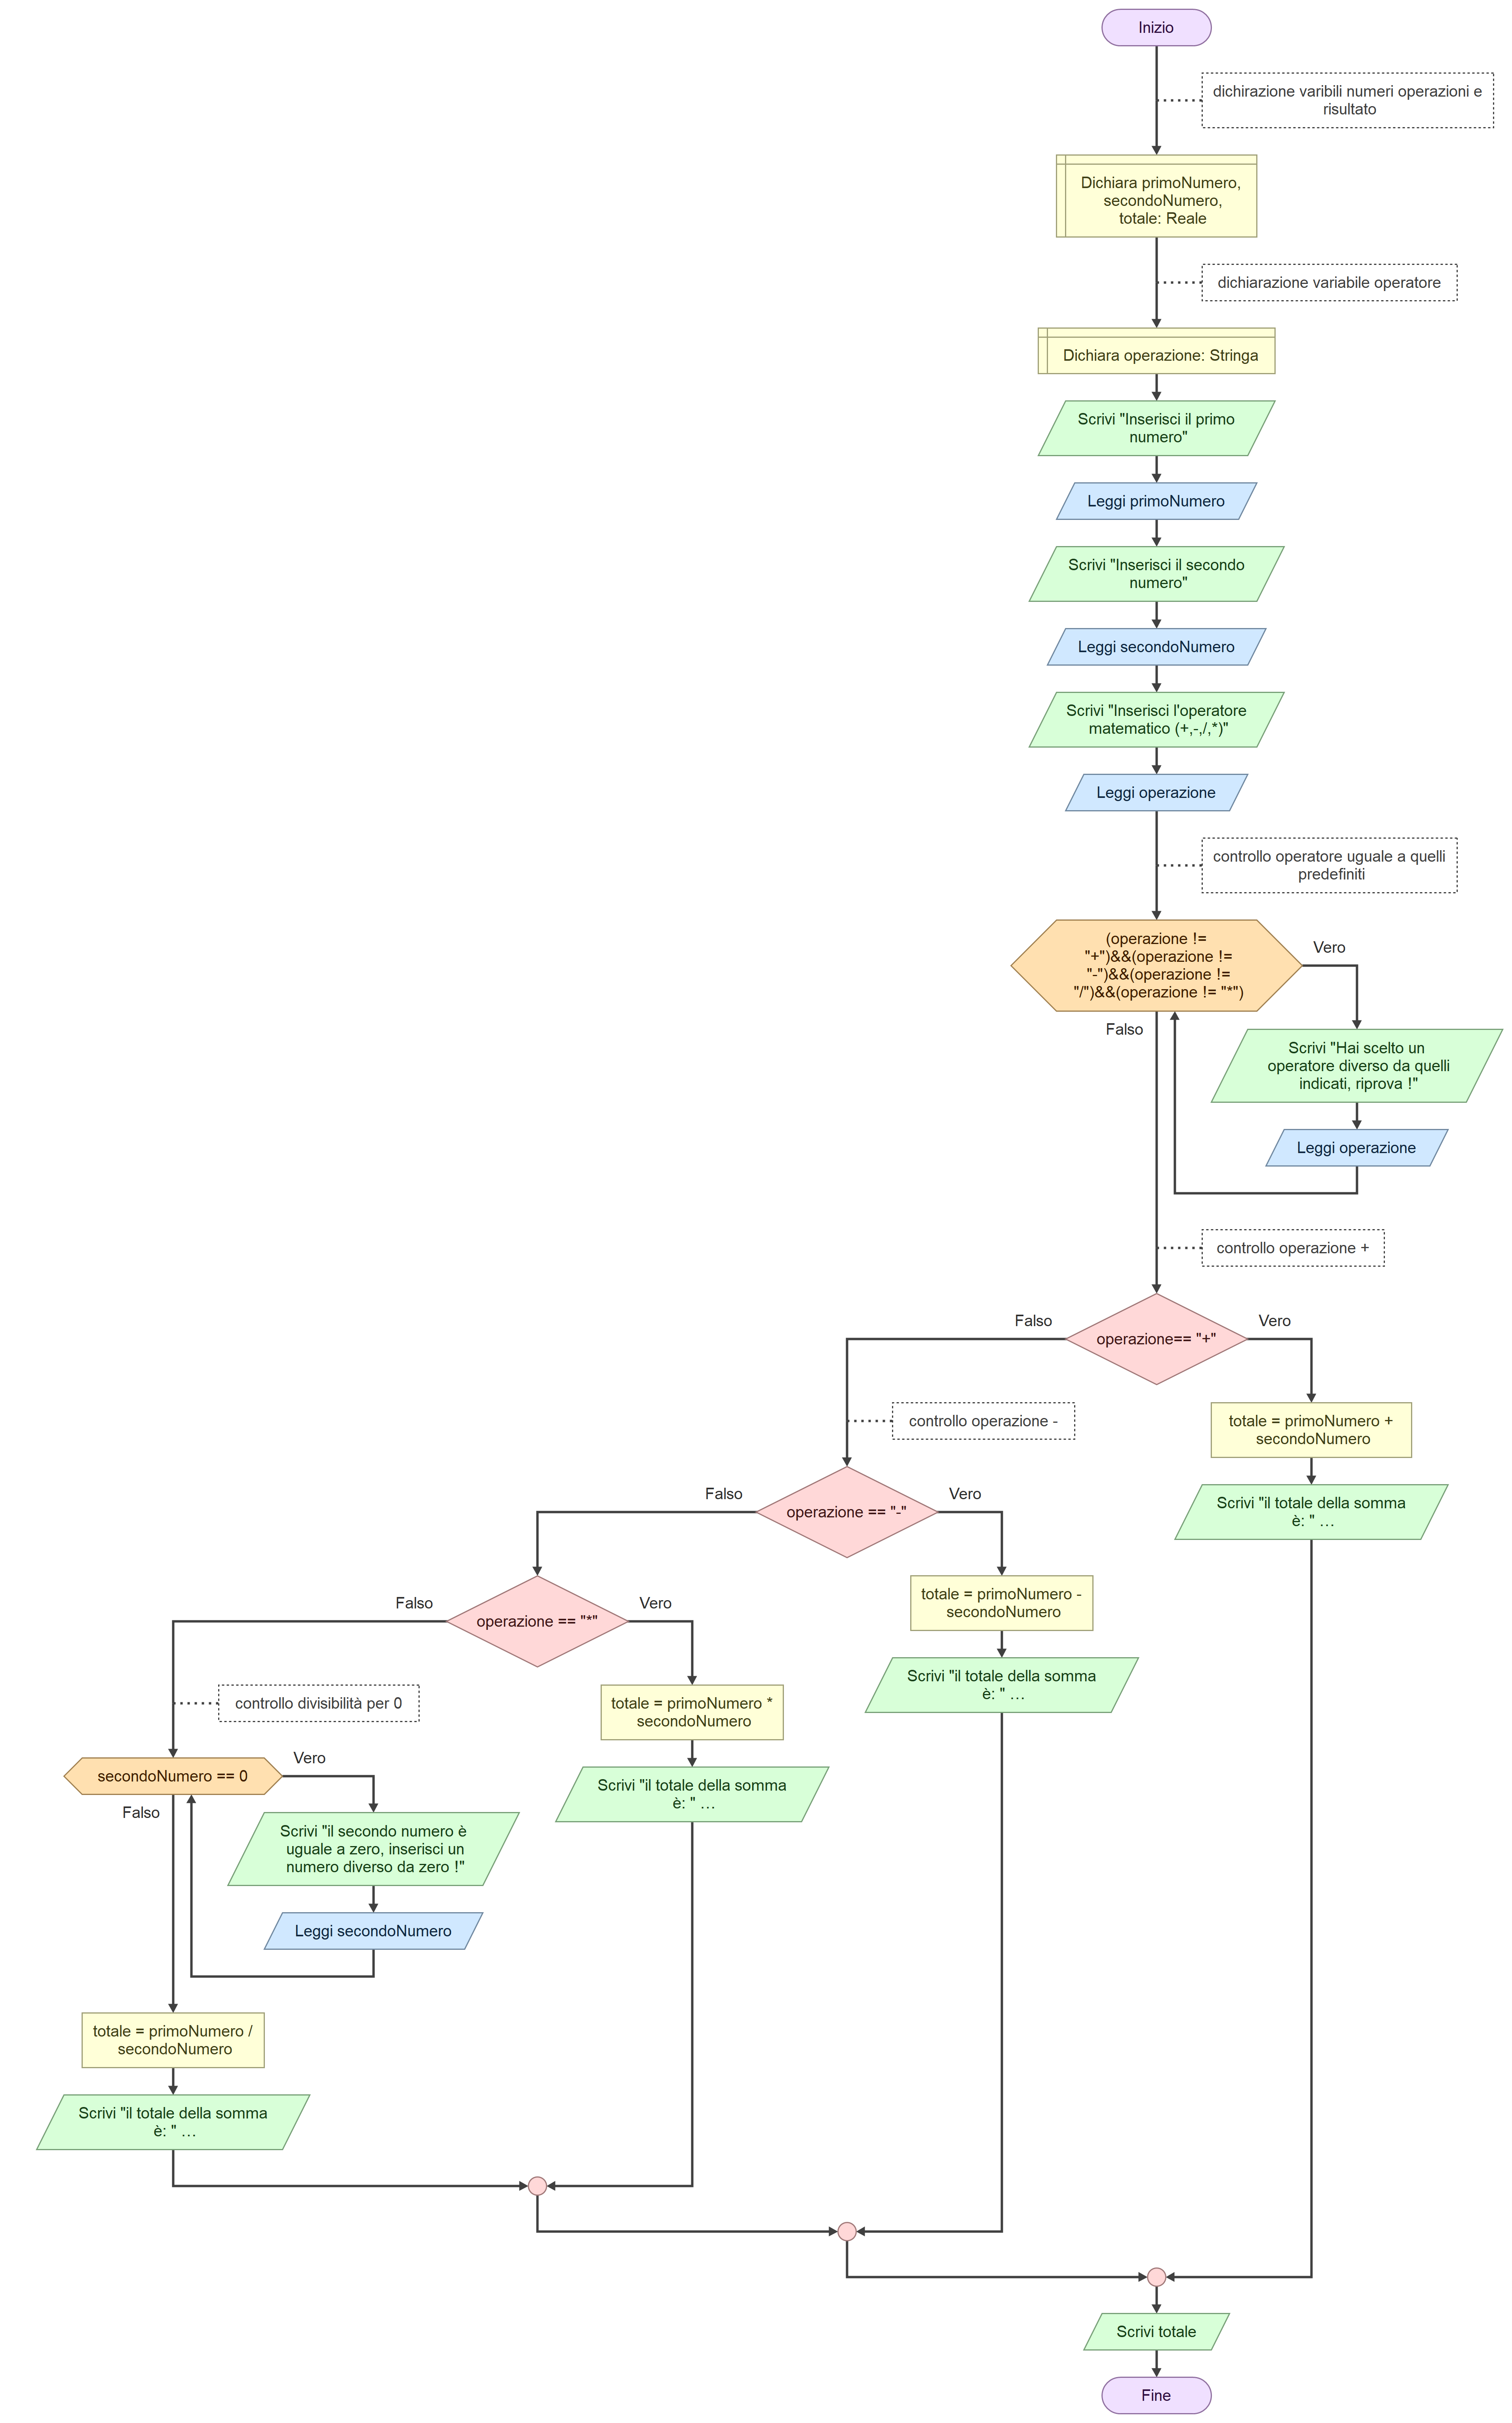 Inizio
dichirazione varibili numeri operazioni e
risultato
Dichiara primoNumero,
secondoNumero,
totale: Reale
dichiarazione variabile operatore
Dichiara operazione: Stringa
Scrivi "Inserisci il primo
numero"
Leggi primoNumero
Scrivi "Inserisci il secondo
numero"
Leggi secondoNumero
Scrivi "Inserisci l'operatore
matematico (+,-,/,*)"
Leggi operazione
controllo operatore uguale a quelli
predefiniti
(operazione !=
"+")&&(operazione !=
"-")&&(operazione !=
"/")&&(operazione != "*")
Vero
Falso
Scrivi "Hai scelto un
operatore diverso da quelli
indicati, riprova !"
Leggi operazione
controllo operazione +
Falso
Vero
operazione== "+"
totale = primoNumero +
secondoNumero
Scrivi "il totale della somma
è: " …
controllo operazione -
Falso
Vero
operazione == "-"
totale = primoNumero -
secondoNumero
Scrivi "il totale della somma
è: " …
Falso
Vero
operazione == "*"
totale = primoNumero *
secondoNumero
Scrivi "il totale della somma
è: " …
controllo divisibilità per 0
Vero
secondoNumero == 0
Falso
Scrivi "il secondo numero è
uguale a zero, inserisci un
numero diverso da zero !"
Leggi secondoNumero
totale = primoNumero /
secondoNumero
Scrivi "il totale della somma
è: " …
Scrivi totale
Fine